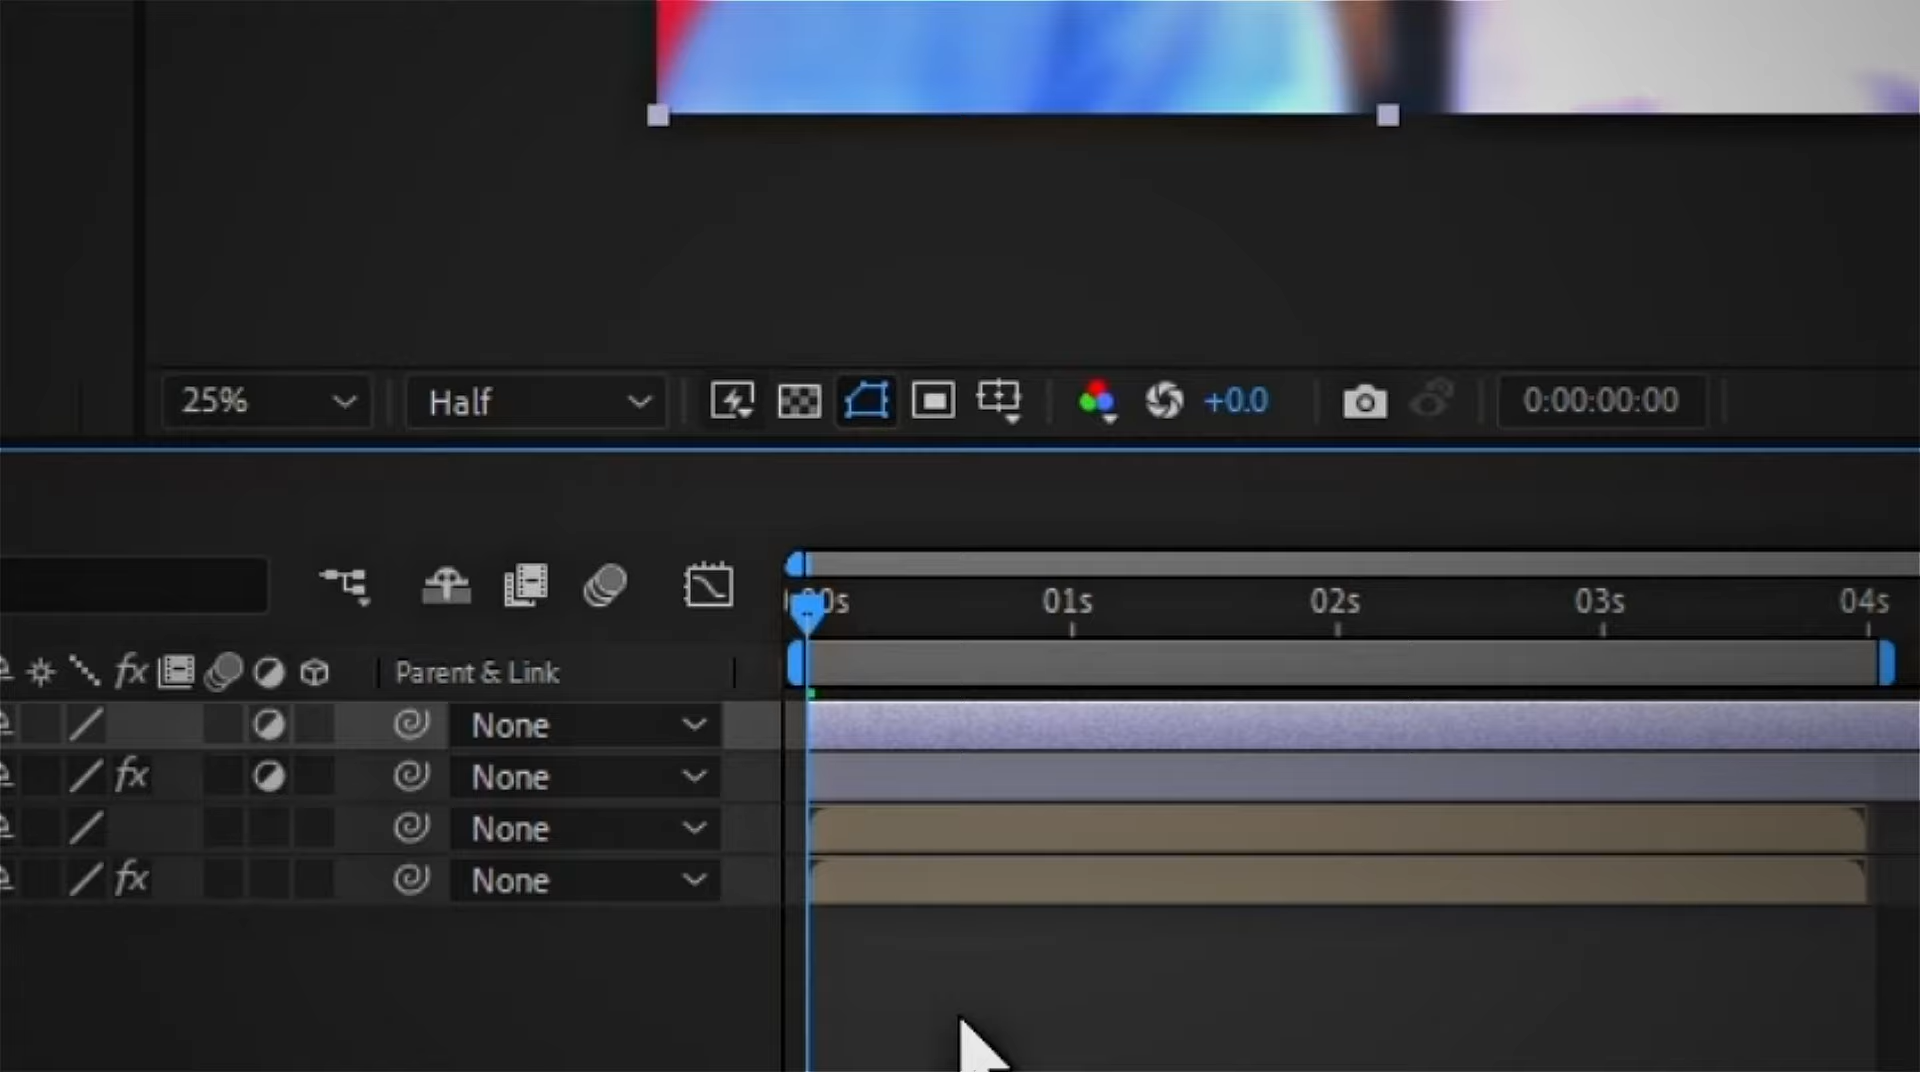 25% Half +0.0 0:00:00:00
00s 01s 02s 03s 04s
fx Parent & Link
None
fx None
None
fx None